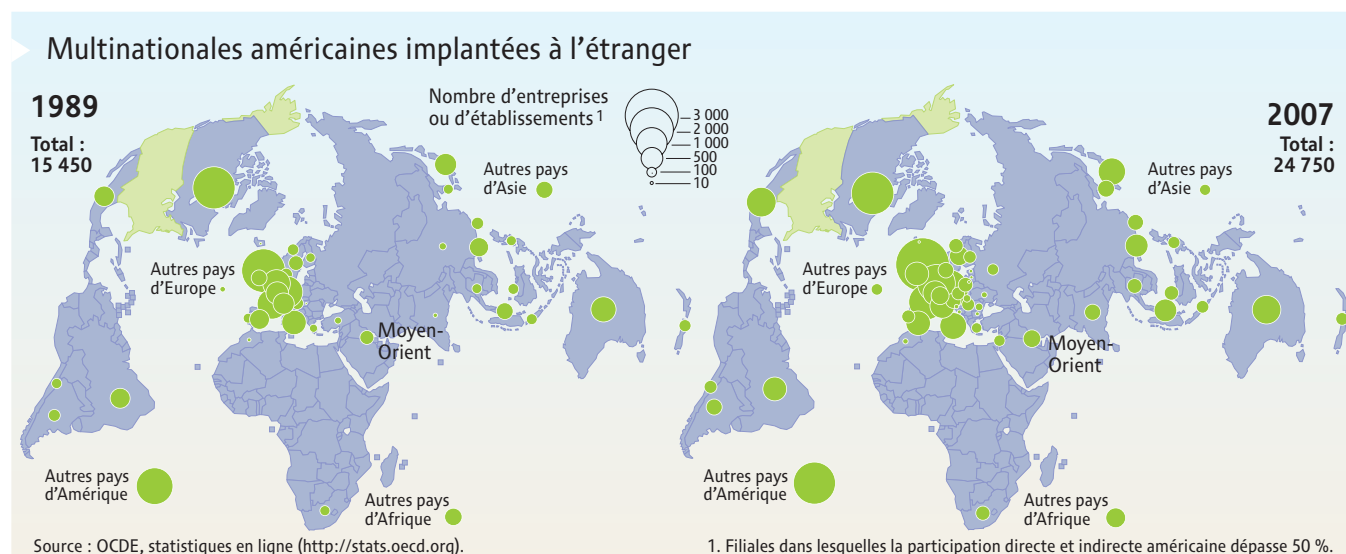 Multinationales américaines implantées à l'étranger
1989
Total :
15 450
Nombre d'entreprises
ou d'établissements 1
3 000
2 000
1 000
500
100
10
Autres pays
d'Asie
Autres pays
d'Europe
Moyen-
Orient
Autres pays
d'Amérique
Autres pays
d'Afrique
2007
Total :
24 750
Autres pays
d'Asie
Autres pays
d'Europe
Moyen-
Orient
Autres pays
d'Amérique
Autres pays
d'Afrique
Source : OCDE, statistiques en ligne (http://stats.oecd.org).
1. Filiales dans lesquelles la participation directe et indirecte américaine dépasse 50 %.